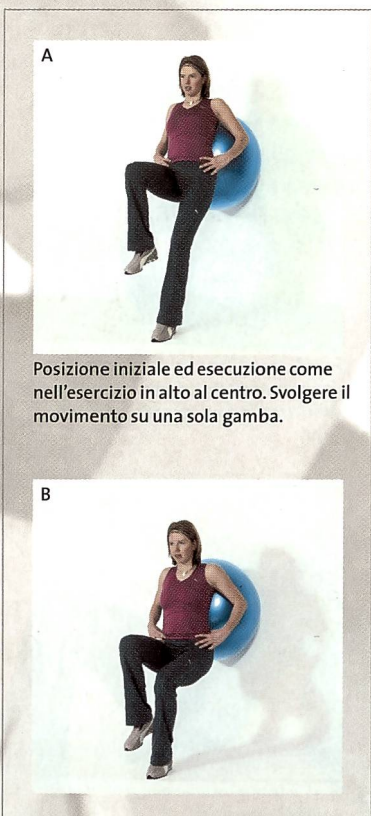 A
Posizione iniziale ed esecuzione come
nell'esercizio in alto al centro. Svolgere il
movimento su una sola gamba.
B